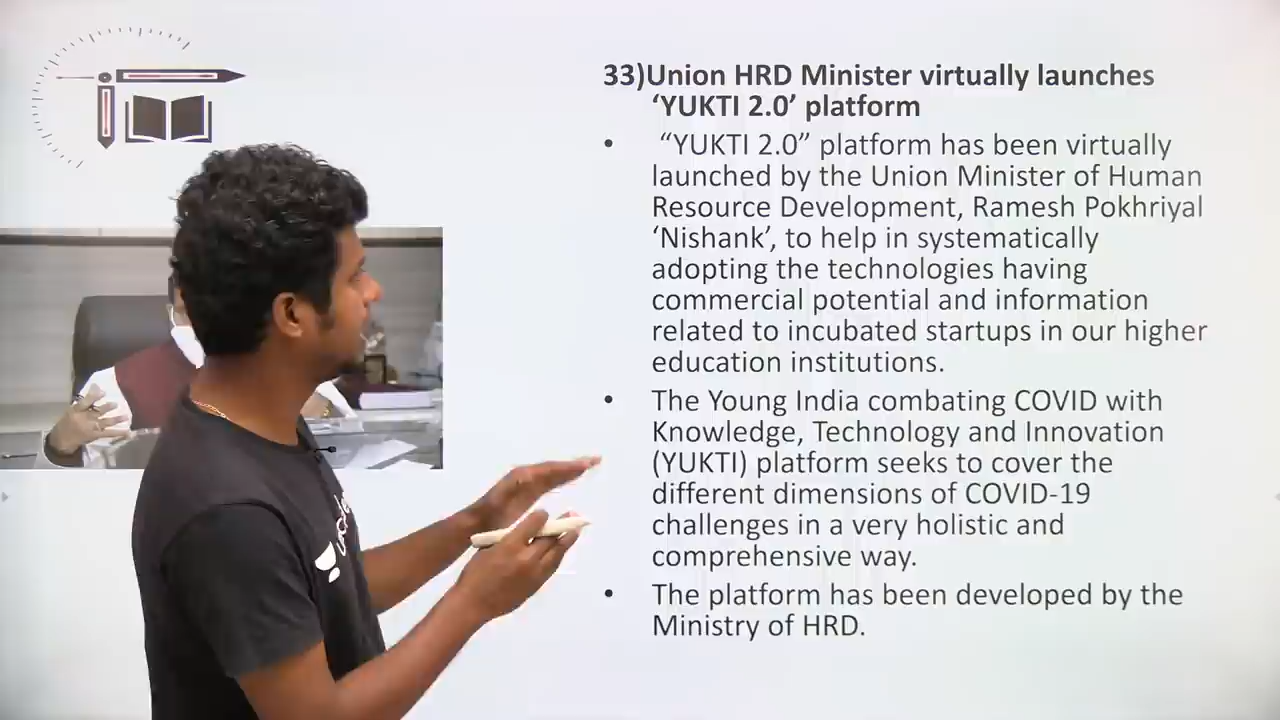 33)Union HRD Minister virtually launches
‘YUKTI 2.0’ platform
• “YUKTI 2.0” platform has been virtually
launched by the Union Minister of Human
Resource Development, Ramesh Pokhriyal
‘Nishank’, to help in systematically
adopting the technologies having
commercial potential and information
related to incubated startups in our higher
education institutions.
• The Young India combating COVID with
Knowledge, Technology and Innovation
(YUKTI) platform seeks to cover the
different dimensions of COVID-19
challenges in a very holistic and
comprehensive way.
• The platform has been developed by the
Ministry of HRD.